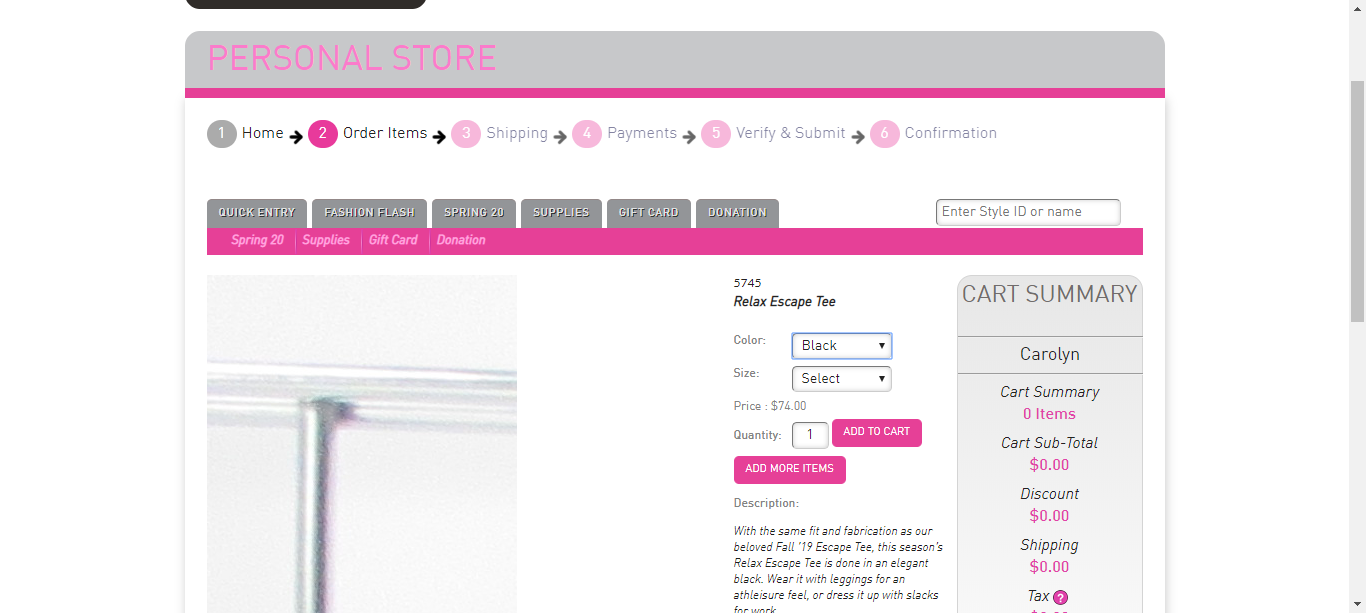 PERSONAL STORE
1 Home 2 Order Items 3 Shipping 4 Payments 5 Verify & Submit 6 Confirmation
QUICK ENTRY FASHION FLASH SPRING 20 SUPPLIES GIFT CARD DONATION
Enter Style ID or name
Spring 20 Supplies Gift Card Donation
5745
Relax Escape Tee
Color: Black
Size: Select
Price : $74.00
Quantity: 1 ADD TO CART
ADD MORE ITEMS
Description:
With the same fit and fabrication as our
beloved Fall '19 Escape Tee, this season's
Relax Escape Tee is done in an elegant
black. Wear it with leggings for an
athleisure feel, or dress it up with slacks
for work
CART SUMMARY
Carolyn
Cart Summary
0 Items
Cart Sub-Total
$0.00
Discount
$0.00
Shipping
$0.00
Tax ?